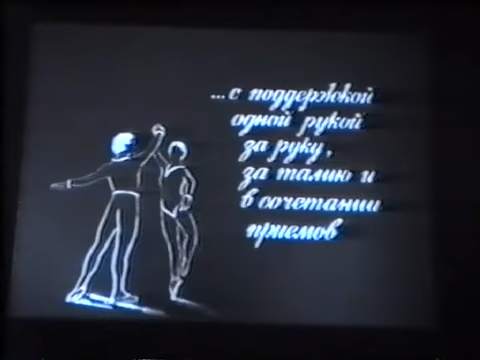 ...с поддержкой
одной рукой
за руку,
за талию и
в сочетании
приемов